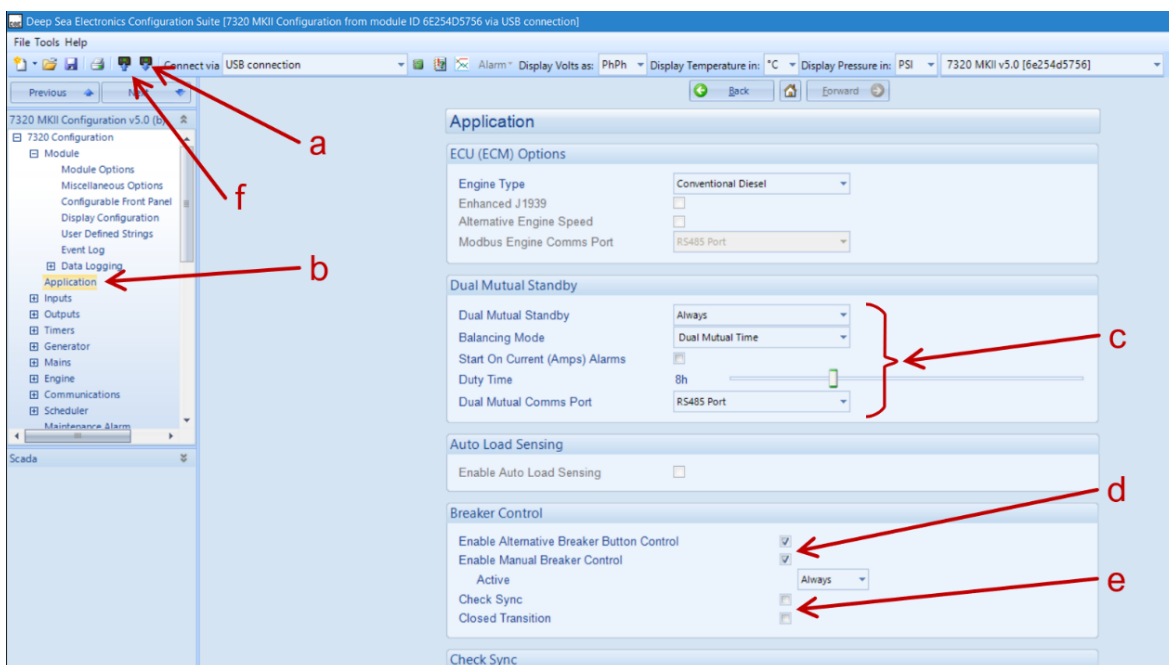 Deep Sea Electronics Configuration Suite [7320 MKII Configuration from module ID 6E254D5756 via USB connection]
File Tools Help
Connect via USB connection Alarm Display Volts as: PhPh Display Temperature in: °C Display Pressure in: PSI 7320 MKII v5.0 [6e254d5756]
Previous Next Back Forward
7320 MKII Configuration v5.0 (b)
7320 Configuration
Module
Module Options
Miscellaneous Options
Configurable Front Panel
Display Configuration
User Defined Strings
Event Log
Data Logging
Application
Inputs
Outputs
Timers
Generator
Mains
Engine
Communications
Scheduler
Maintenance Alarm
Scada
a
f
b
Application
ECU (ECM) Options
Engine Type Conventional Diesel
Enhanced J1939
Alternative Engine Speed
Modbus Engine Comms Port RS485 Port
Dual Mutual Standby
Dual Mutual Standby Always
Balancing Mode Dual Mutual Time
Start On Current (Amps) Alarms
Duty Time 8h
Dual Mutual Comms Port RS485 Port
c
Auto Load Sensing
Enable Auto Load Sensing
Breaker Control
Enable Alternative Breaker Button Control
Enable Manual Breaker Control
Active Always
Check Sync
Closed Transition
d
e
Check Sync